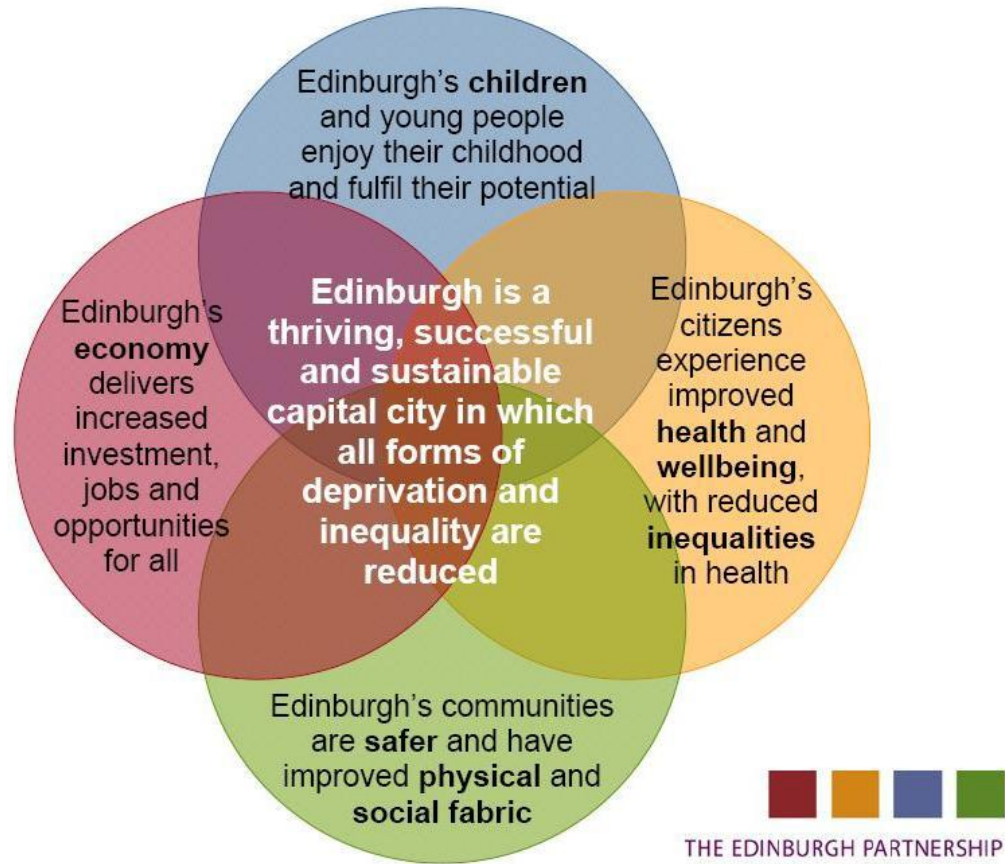 Edinburgh’s children
and young people
enjoy their childhood
and fulfil their potential
Edinburgh’s
economy
delivers
increased
investment,
jobs and
opportunities
for all
Edinburgh is a
thriving, successful
and sustainable
capital city in which
all forms of
deprivation and
inequality are
reduced
Edinburgh’s
citizens
experience
improved
health and
wellbeing,
with reduced
inequalities
in health
Edinburgh’s communities
are safer and have
improved physical and
social fabric
THE EDINBURGH PARTNERSHIP